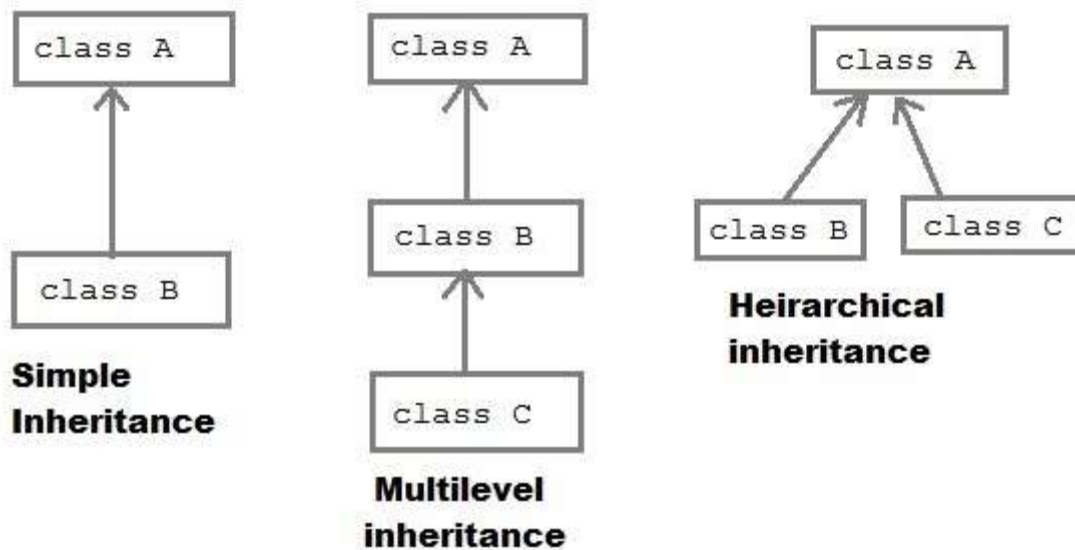 class A
class B
Simple
Inheritance
class A
class B
class C
Multilevel
inheritance
class A
class B
class C
Heirarchical
inheritance